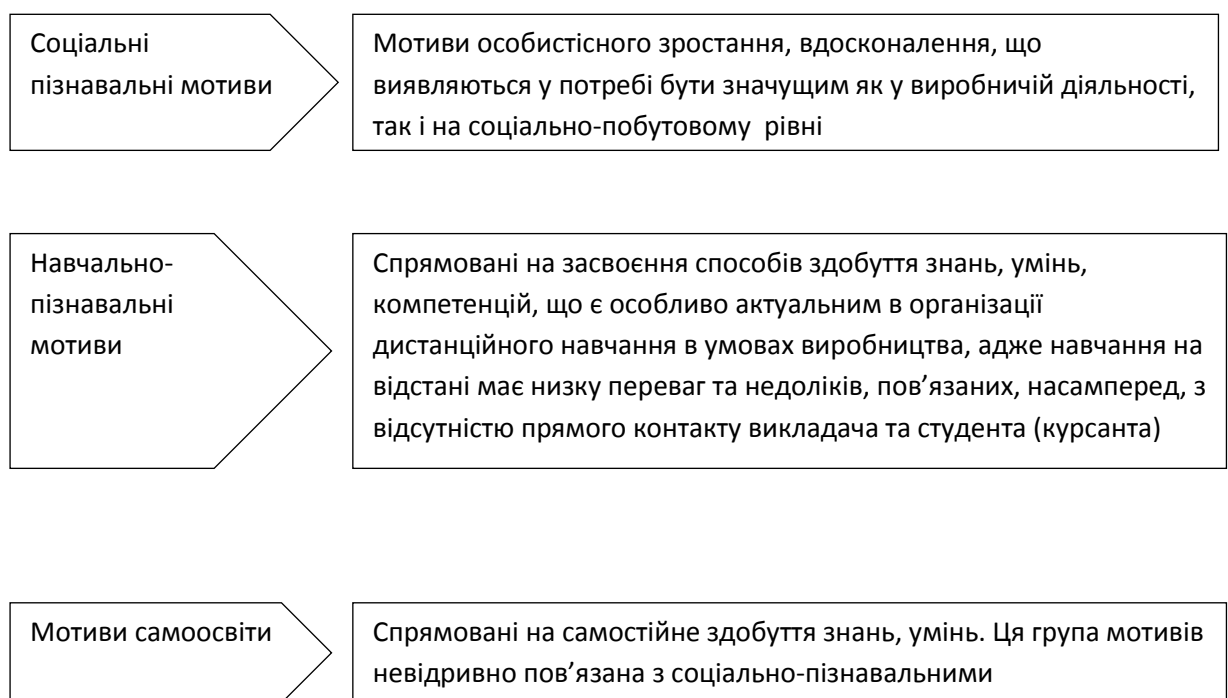 Соціальні
пізнавальні мотиви
Мотиви особистісного зростання, вдосконалення, що
виявляються у потребі бути значущим як у виробничій діяльності,
так і на соціально-побутовому рівні
Навчально-
пізнавальні
мотиви
Спрямовані на засвоєння способів здобуття знань, умінь,
компетенцій, що є особливо актуальним в організації
дистанційного навчання в умовах виробництва, адже навчання на
відстані має низку переваг та недоліків, пов’язаних, насамперед, з
відсутністю прямого контакту викладача та студента (курсанта)
Мотиви самоосвіти
Спрямовані на самостійне здобуття знань, умінь. Ця група мотивів
невідривно пов’язана з соціально-пізнавальними